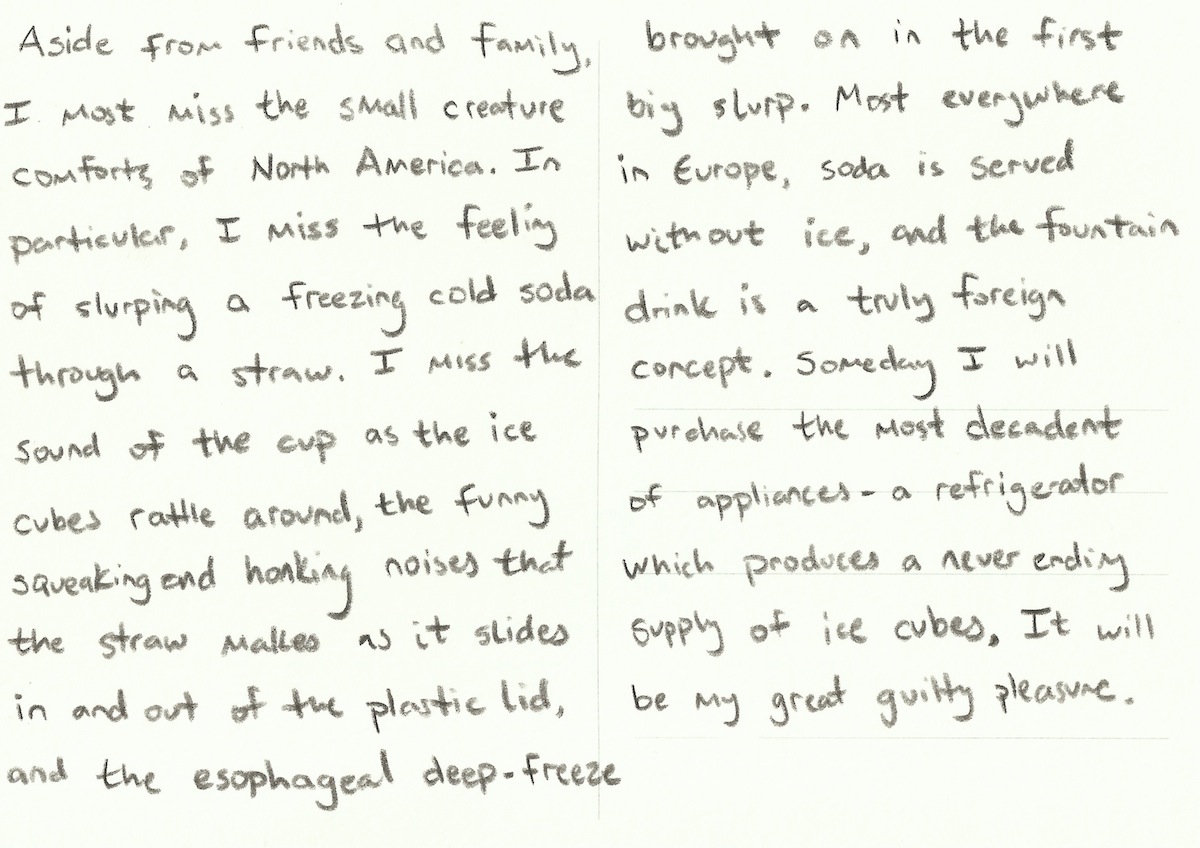 Aside from friends and family,
I most miss the small creature
comforts of North America. In
particular, I miss the feeling
of slurping a freezing cold soda
through a straw. I miss the
sound of the cup as the ice
cubes rattle around, the funny
squeaking and honking noises that
the straw makes as it slides
in and out of the plastic lid,
and the esophageal deep-freeze
brought on in the first
big slurp. Most everywhere
in Europe, soda is served
without ice, and the fountain
drink is a truly foreign
concept. Someday I will
purchase the most decadent
of appliances - a refrigerator
which produces a never ending
supply of ice cubes, It will
be my great guilty pleasure.